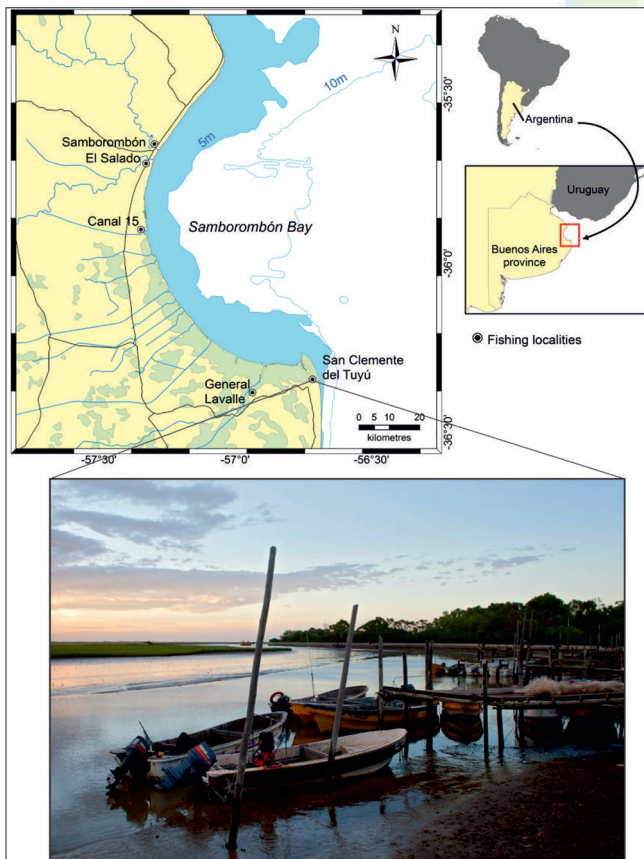 N
10m
5m
-35°30'
-36°0'
-36°30'
Samborombón
El Salado
Canal 15
Samborombón Bay
San Clemente
del Tuyú
General
Lavalle
0 5 10 20
kilometres
-57°30'
-57°0'
-56°30'
Argentina
Uruguay
Buenos Aires
province
Fishing localities